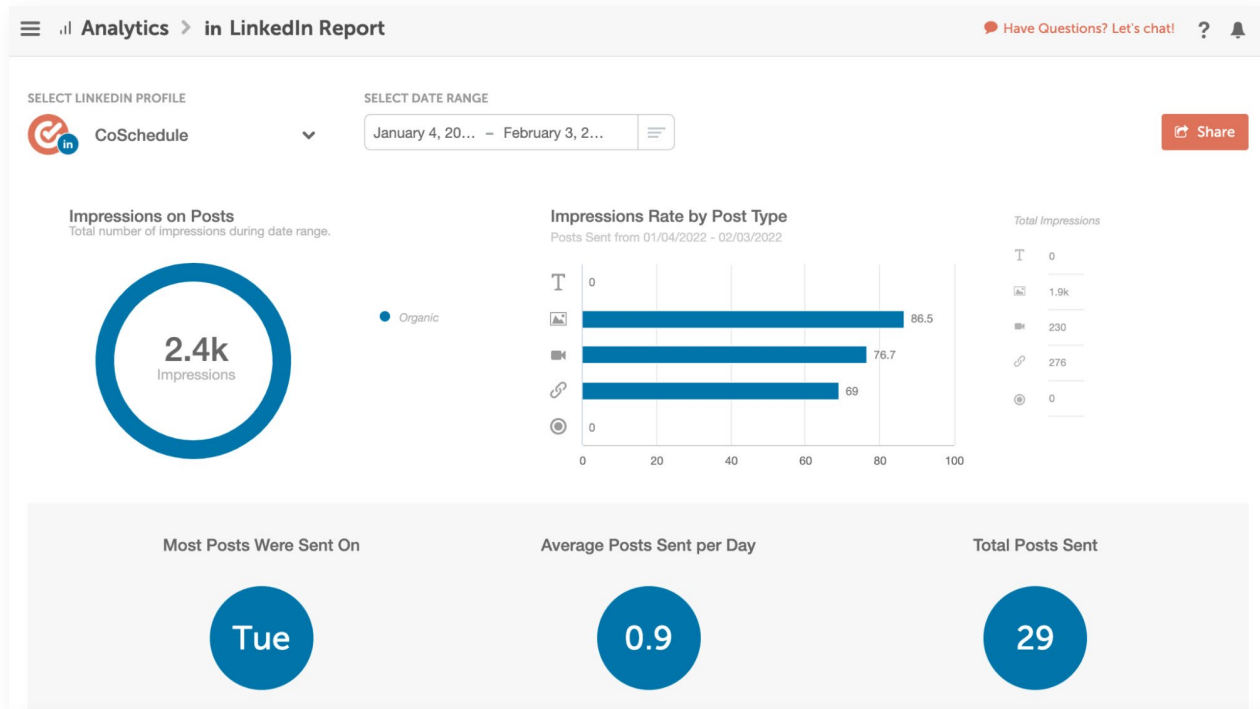 Analytics > in LinkedIn Report
Have Questions? Let's chat! ?
SELECT LINKEDIN PROFILE
SELECT DATE RANGE
in CoSchedule
January 4, 20... – February 3, 2...
Share
Impressions on Posts
Total number of impressions during date range.
2.4k
Impressions
Organic
Impressions Rate by Post Type
Posts Sent from 01/04/2022 - 02/03/2022
T 0
86.5
76.7
69
0
0 20 40 60 80 100
Total Impressions
T 0
1.9k
230
276
0
Most Posts Were Sent On
Tue
Average Posts Sent per Day
0.9
Total Posts Sent
29